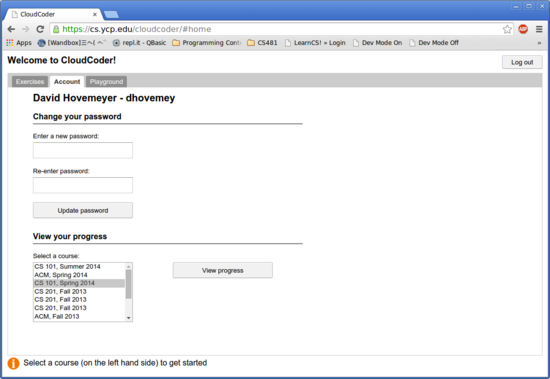 CloudCoder
https://cs.ycp.edu/cloudcoder/#home
Apps
repl.it - QBasic
Programming Cont
CS481
LearnCS! » Login
Dev Mode On
Dev Mode Off
Welcome to CloudCoder!
Log out
Exercises
Account
Playground
David Hovemeyer - dhovemey
Change your password
Enter a new password:
Re-enter password:
Update password
View your progress
Select a course:
CS 101, Summer 2014
ACM, Spring 2014
CS 101, Spring 2014
CS 201, Fall 2013
CS 201, Fall 2013
CS 201, Fall 2013
ACM, Fall 2013
View progress
Select a course (on the left hand side) to get started